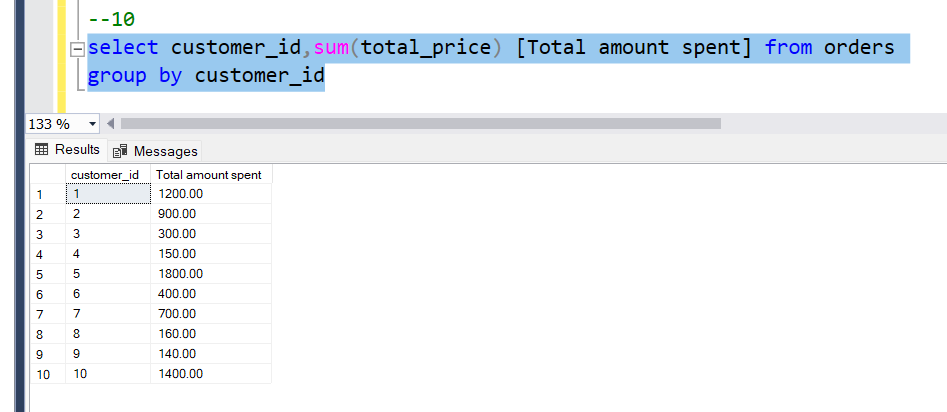 --10
select customer_id,sum(total_price) [Total amount spent] from orders
group by customer_id
133 %
Results Messages
customer_id Total amount spent
1 1 1200.00
2 2 900.00
3 3 300.00
4 4 150.00
5 5 1800.00
6 6 400.00
7 7 700.00
8 8 160.00
9 9 140.00
10 10 1400.00